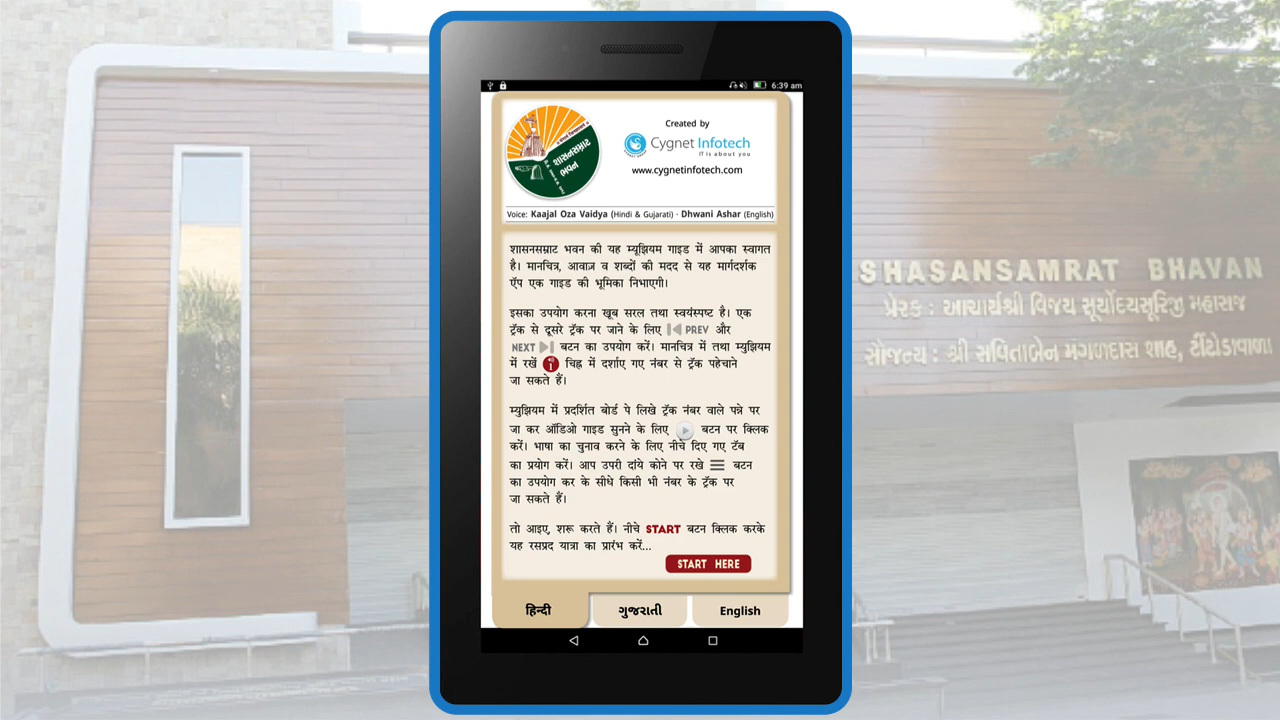 6:39 am
शासनसम्राट
भवन
Created by
Cygnet Infotech
IT is about you
www.cygnetinfotech.com
Voice: Kaajal Oza Vaidya (Hindi & Gujarati) · Dhwani Ashar (English)
शासनसम्राट भवन की यह म्यूझियम गाइड में आपका स्वागत
है। मानचित्र, आवाज़ व शब्दों की मदद से यह मार्गदर्शक
ऍप एक गाइड की भूमिका निभाएगी।
इसका उपयोग करना खूब सरल तथा स्वयंस्पष्ट है। एक
ट्रॅक से दूसरे ट्रॅक पर जाने के लिए PREV और
NEXT बटन का उपयोग करें। मानचित्र में तथा म्युझियम
में रखें 1 चिह्न में दर्शाए गए नंबर से ट्रॅक पहेचाने
जा सकते हैं।
म्युझियम में प्रदर्शित बोर्ड पे लिखे ट्रॅक नंबर वाले पन्ने पर
जा कर ऑडिओ गाइड सुनने के लिए बटन पर क्लिक
करें। भाषा का चुनाव करने के लिए नीचे दिए गए टॅब
का प्रयोग करें। आप उपरी दांये कोने पर रखे बटन
का उपयोग कर के सीधे किसी भी नंबर के ट्रॅक पर
जा सकते हैं।
तो आइए, शरू करते हैं। नीचे START बटन क्लिक करके
यह रसप्रद यात्रा का प्रारंभ करें...
START HERE
हिन्दी ગુજરાતી English
SHASANSAMRAT BHAVAN
પ્રેરક : આચાર્યશ્રી વિજય સૂર્યોદયસૂરિજી મહારાજ
સૌજન્ય : શ્રી સવિતાબેન મંગળદાસ શાહ, ટીંટોડાવાળા